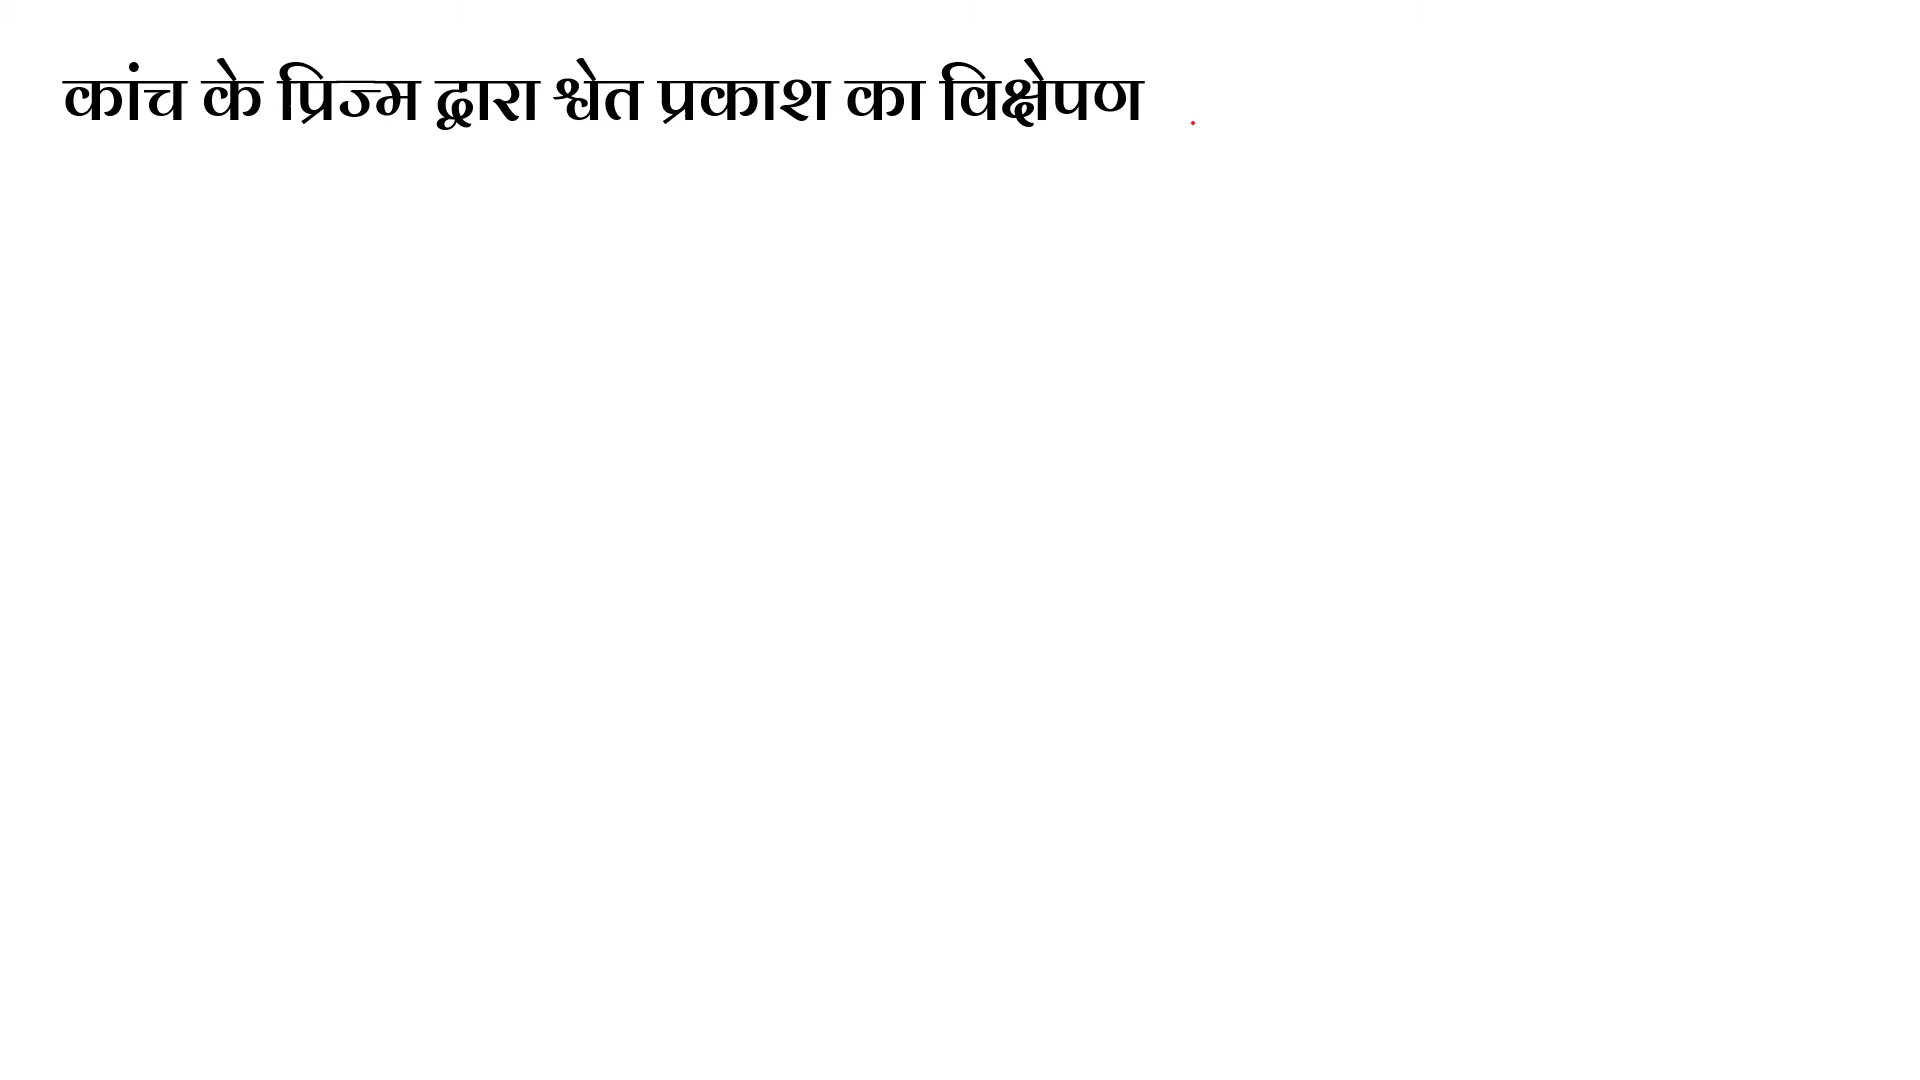 कांच के प्रिज्म द्वारा श्वेत प्रकाश का विक्षेपण